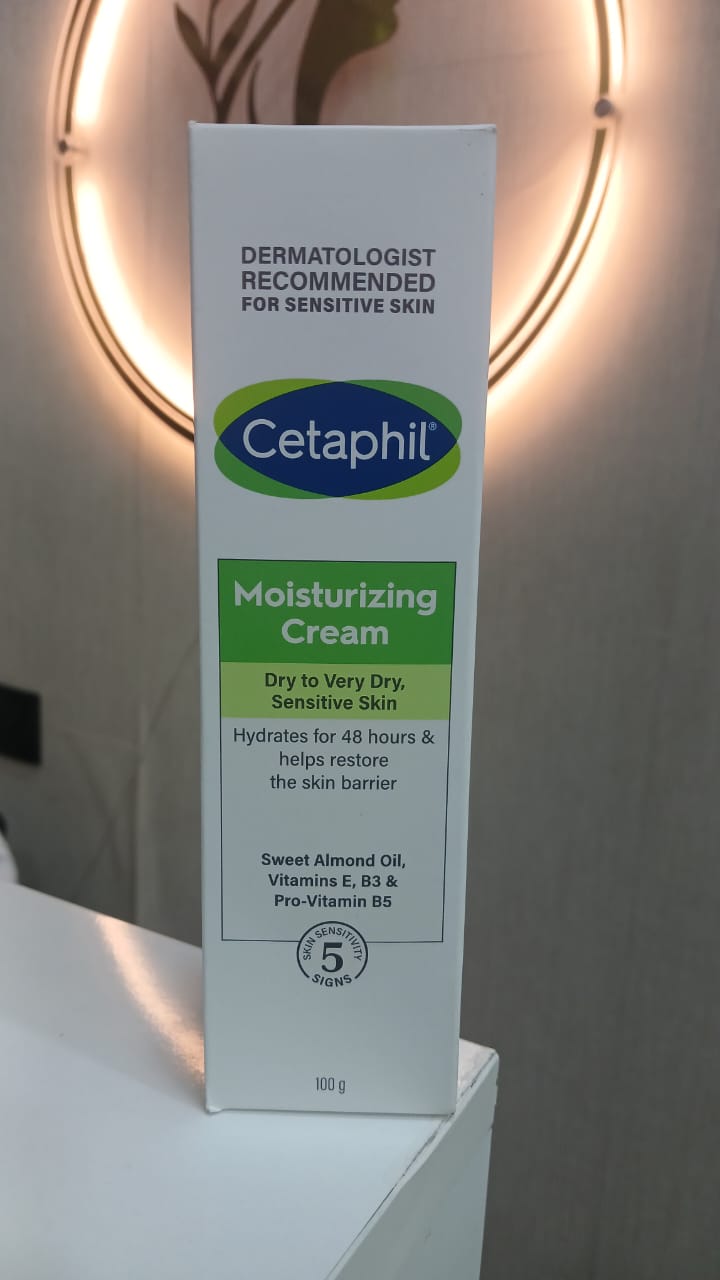 DERMATOLOGIST
RECOMMENDED
FOR SENSITIVE SKIN
Cetaphil®
Moisturizing
Cream
Dry to Very Dry,
Sensitive Skin
Hydrates for 48 hours &
helps restore
the skin barrier
Sweet Almond Oil,
Vitamins E, B3 &
Pro-Vitamin B5
SKIN SENSITIVITY
5
SIGNS
100 g